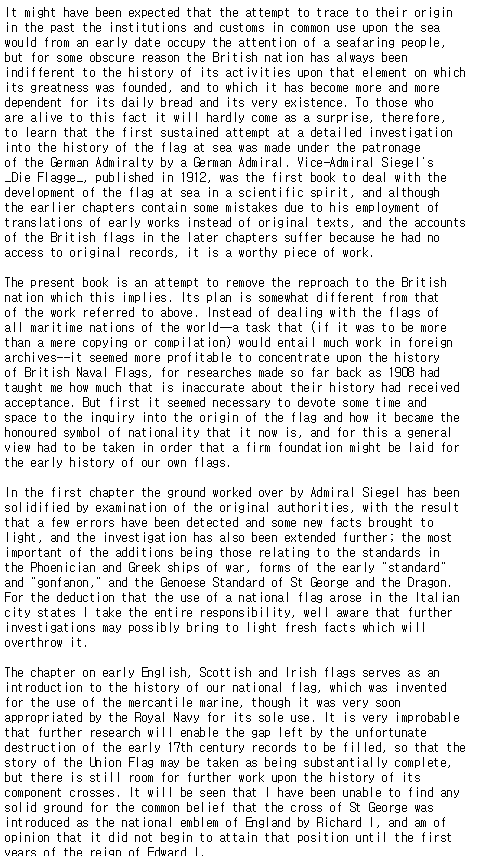 It might have been expected that the attempt to trace to their origin
in the past the institutions and customs in common use upon the sea
would from an early date occupy the attention of a seafaring people,
but for some obscure reason the British nation has always been
indifferent to the history of its activities upon that element on which
its greatness was founded, and to which it has become more and more
dependent for its daily bread and its very existence. To those who
are alive to this fact it will hardly come as a surprise, therefore,
to learn that the first sustained attempt at a detailed investigation
into the history of the flag at sea was made under the patronage
of the German Admiralty by a German Admiral. Vice-Admiral Siegel's
_Die Flagge_, published in 1912, was the first book to deal with the
development of the flag at sea in a scientific spirit, and although
the earlier chapters contain some mistakes due to his employment of
translations of early works instead of original texts, and the accounts
of the British flags in the later chapters suffer because he had no
access to original records, it is a worthy piece of work.

The present book is an attempt to remove the reproach to the British
nation which this implies. Its plan is somewhat different from that
of the work referred to above. Instead of dealing with the flags of
all maritime nations of the world--a task that (if it was to be more
than a mere copying or compilation) would entail much work in foreign
archives--it seemed more profitable to concentrate upon the history
of British Naval Flags, for researches made so far back as 1908 had
taught me how much that is inaccurate about their history had received
acceptance. But first it seemed necessary to devote some time and
space to the inquiry into the origin of the flag and how it became the
honoured symbol of nationality that it now is, and for this a general
view had to be taken in order that a firm foundation might be laid for
the early history of our own flags.

In the first chapter the ground worked over by Admiral Siegel has been
solidified by examination of the original authorities, with the result
that a few errors have been detected and some new facts brought to
light, and the investigation has also been extended further; the most
important of the additions being those relating to the standards in
the Phoenician and Greek ships of war, forms of the early "standard"
and "gonfanon," and the Genoese Standard of St George and the Dragon.
For the deduction that the use of a national flag arose in the Italian
city states I take the entire responsibility, well aware that further
investigations may possibly bring to light fresh facts which will
overthrow it.

The chapter on early English, Scottish and Irish flags serves as an
introduction to the history of our national flag, which was invented
for the use of the mercantile marine, though it was very soon
appropriated by the Royal Navy for its sole use. It is very improbable
that further research will enable the gap left by the unfortunate
destruction of the early 17th century records to be filled, so that the
story of the Union Flag may be taken as being substantially complete,
but there is still room for further work upon the history of its
component crosses. It will be seen that I have been unable to find any
solid ground for the common belief that the cross of St George was
introduced as the national emblem of England by Richard I, and am of
opinion that it did not begin to attain that position until the first
years of the reign of Edward I.